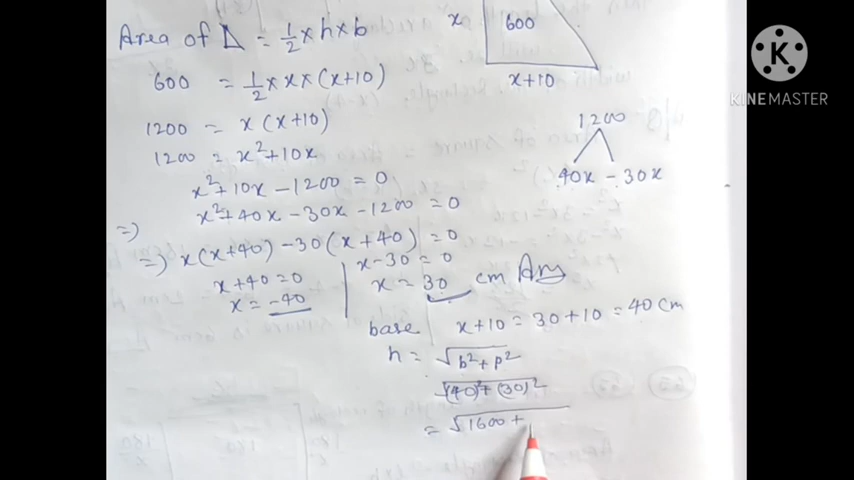 Area of Δ = 1/2 × h × b
x
600
x+10
600 = 1/2 × x × (x+10)
1200 = x (x+10)
1200 = x²+10x
1200
40x - 30x
x²+10x - 1200 = 0
⇒ x²+40x - 30x - 1200 = 0
⇒ x(x+40) - 30(x+40) = 0
x+40 = 0
x = -40
x-30 = 0
x = 30 cm Ans
base x+10 = 30+10 = 40 cm
h = √b²+p²
√(40)²+(30)²
= √1600+
KINEMASTER